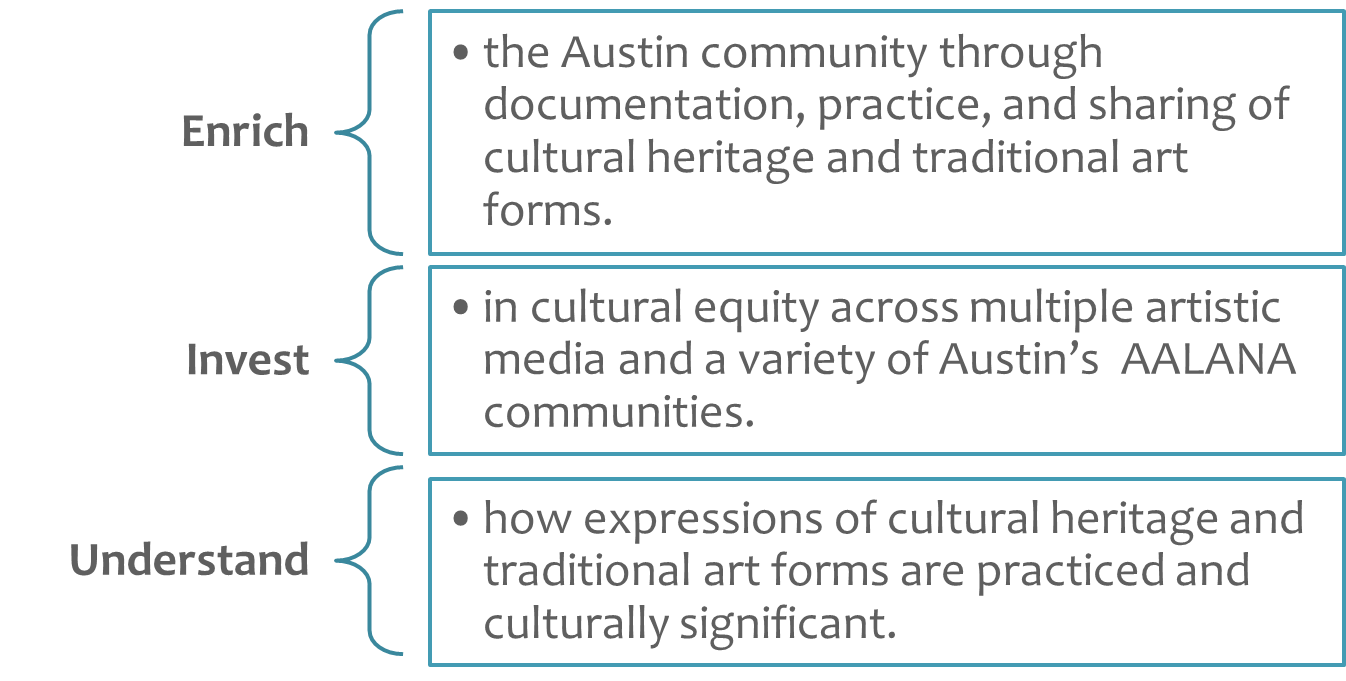 Enrich
• the Austin community through
documentation, practice, and sharing of
cultural heritage and traditional art
forms.
Invest
• in cultural equity across multiple artistic
media and a variety of Austin’s  AALANA
communities.
Understand
• how expressions of cultural heritage and
traditional art forms are practiced and
culturally significant.